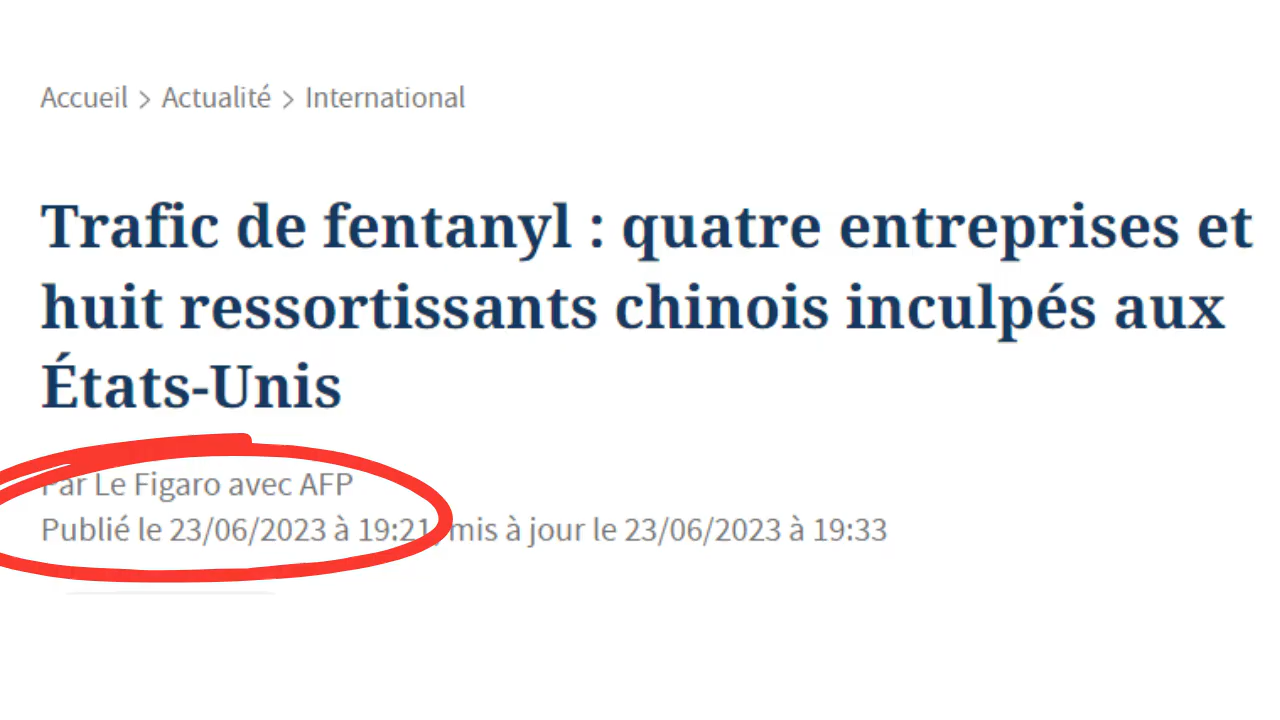 Accueil > Actualité > International
Trafic de fentanyl : quatre entreprises et
huit ressortissants chinois inculpés aux
États-Unis
Par Le Figaro avec AFP
Publié le 23/06/2023 à 19:21, mis à jour le 23/06/2023 à 19:33